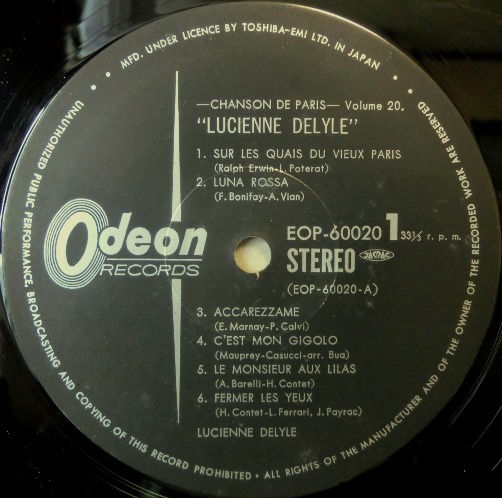 • • MFD. UNDER LICENCE BY TOSHIBA-EMI LTD. IN JAPAN • •
—CHANSON DE PARIS— Volume 20.
"LUCIENNE DELYLE"
1. SUR LES QUAIS DU VIEUX PARIS
(Ralph Erwin-L. Poterat)
2. LUNA ROSSA
(F. Bonifay-A. Vian)
Odeon
RECORDS
EOP-60020 1 33⅓ r. p. m.
STEREO
(EOP-60020-A)
3. ACCAREZZAME
(E. Marnay-P. Calvi)
4. C'EST MON GIGOLO
(Mauprey-Casucci-arr. Bua)
5. LE MONSIEUR AUX LILAS
(A. Barelli-H. Contet)
6. FERMER LES YEUX
(H. Contet-L. Ferrari, J. Payrac)
LUCIENNE DELYLE
UNAUTHORIZED PUBLIC PERFORMANCE, BROADCASTING AND COPYING OF THIS RECORD PROHIBITED • ALL RIGHTS OF THE MANUFACTURER AND OF THE OWNER OF THE RECORDED WORK ARE RESERVED